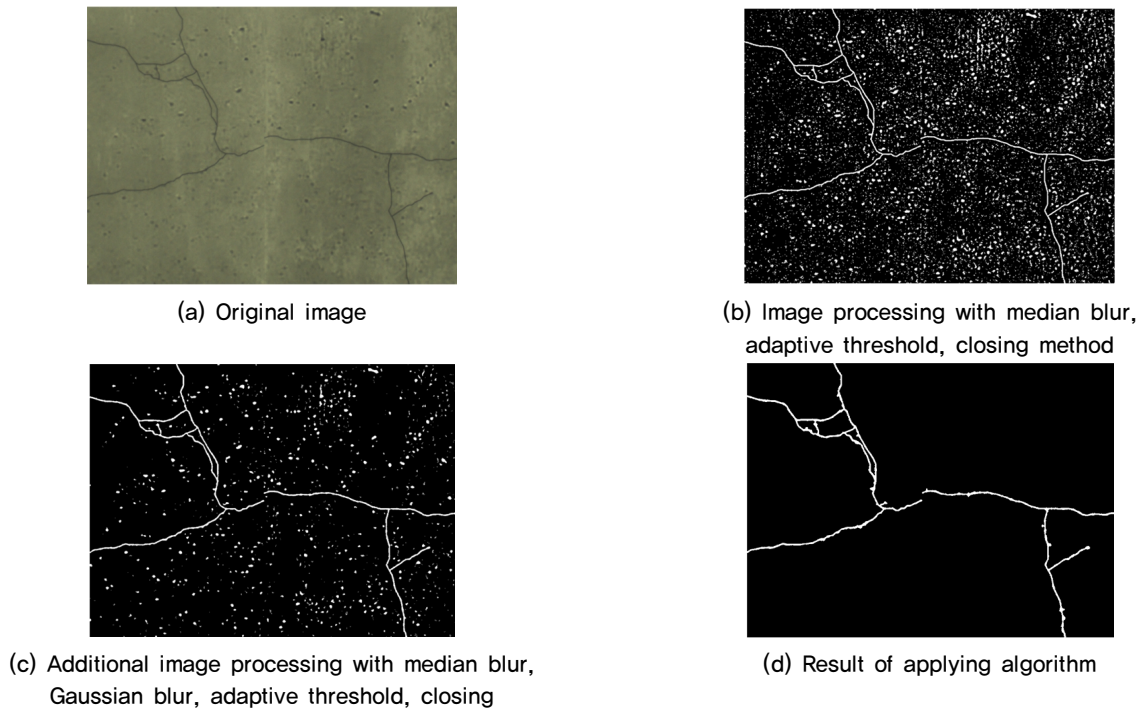 (a) Original image
(b) Image processing with median blur,
adaptive threshold, closing method
(c) Additional image processing with median blur,
Gaussian blur, adaptive threshold, closing
(d) Result of applying algorithm